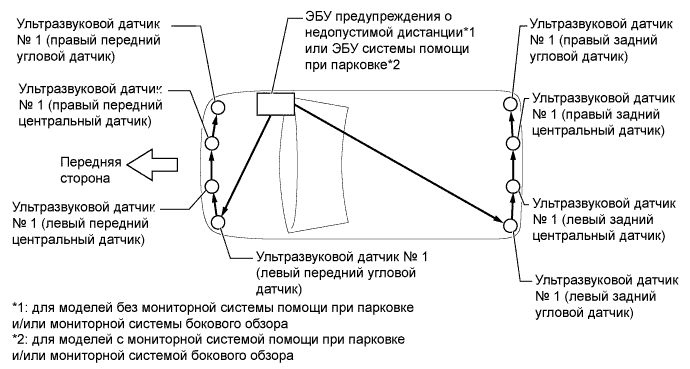 Ультразвуковой датчик
№ 1 (правый передний
угловой датчик)
ЭБУ предупреждения о
недопустимой дистанции*1
или ЭБУ системы помощи
при парковке*2
Ультразвуковой датчик
№ 1 (правый задний
угловой датчик)
Ультразвуковой датчик
№ 1 (правый передний
центральный датчик)
Ультразвуковой датчик
№ 1 (правый задний
центральный датчик)
Передняя
сторона
Ультразвуковой датчик
№ 1 (левый передний
центральный датчик)
Ультразвуковой датчик
№ 1 (левый задний
центральный датчик)
Ультразвуковой датчик № 1
(левый передний угловой
датчик)
Ультразвуковой датчик
№ 1 (левый задний
угловой датчик)
*1: для моделей без мониторной системы помощи при парковке
и/или мониторной системы бокового обзора
*2: для моделей с мониторной системой помощи при парковке
и/или мониторной системой бокового обзора